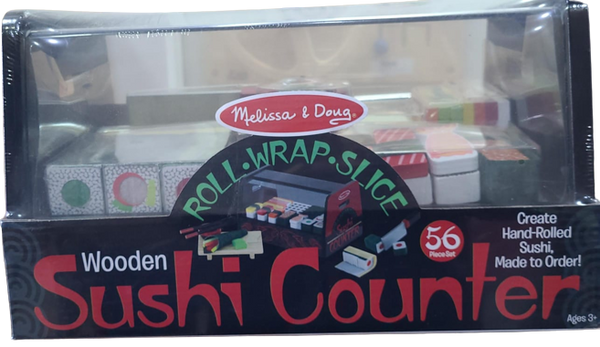 Melissa & Doug
ROLL•WRAP•SLICE
56
Piece Set
Create
Hand-Rolled
Sushi,
Made to Order!
Wooden
Sushi Counter
Ages 3+